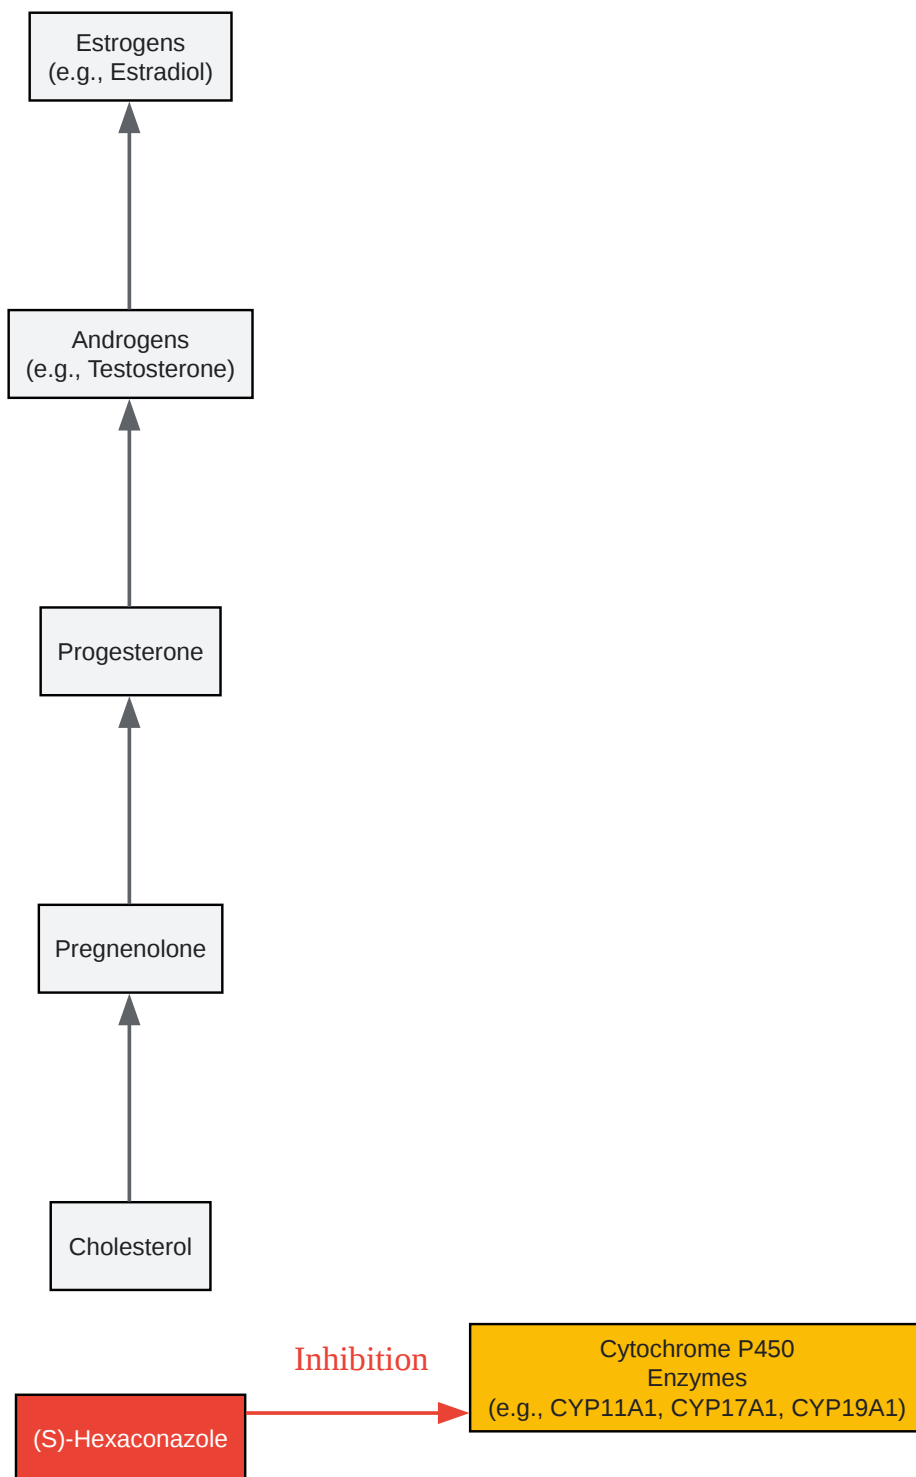 Estrogens
(e.g., Estradiol)
Androgens
(e.g., Testosterone)
Progesterone
Pregnenolone
Cholesterol
Inhibition
Cytochrome P450
Enzymes
(e.g., CYP11A1, CYP17A1, CYP19A1)
(S)-Hexaconazole